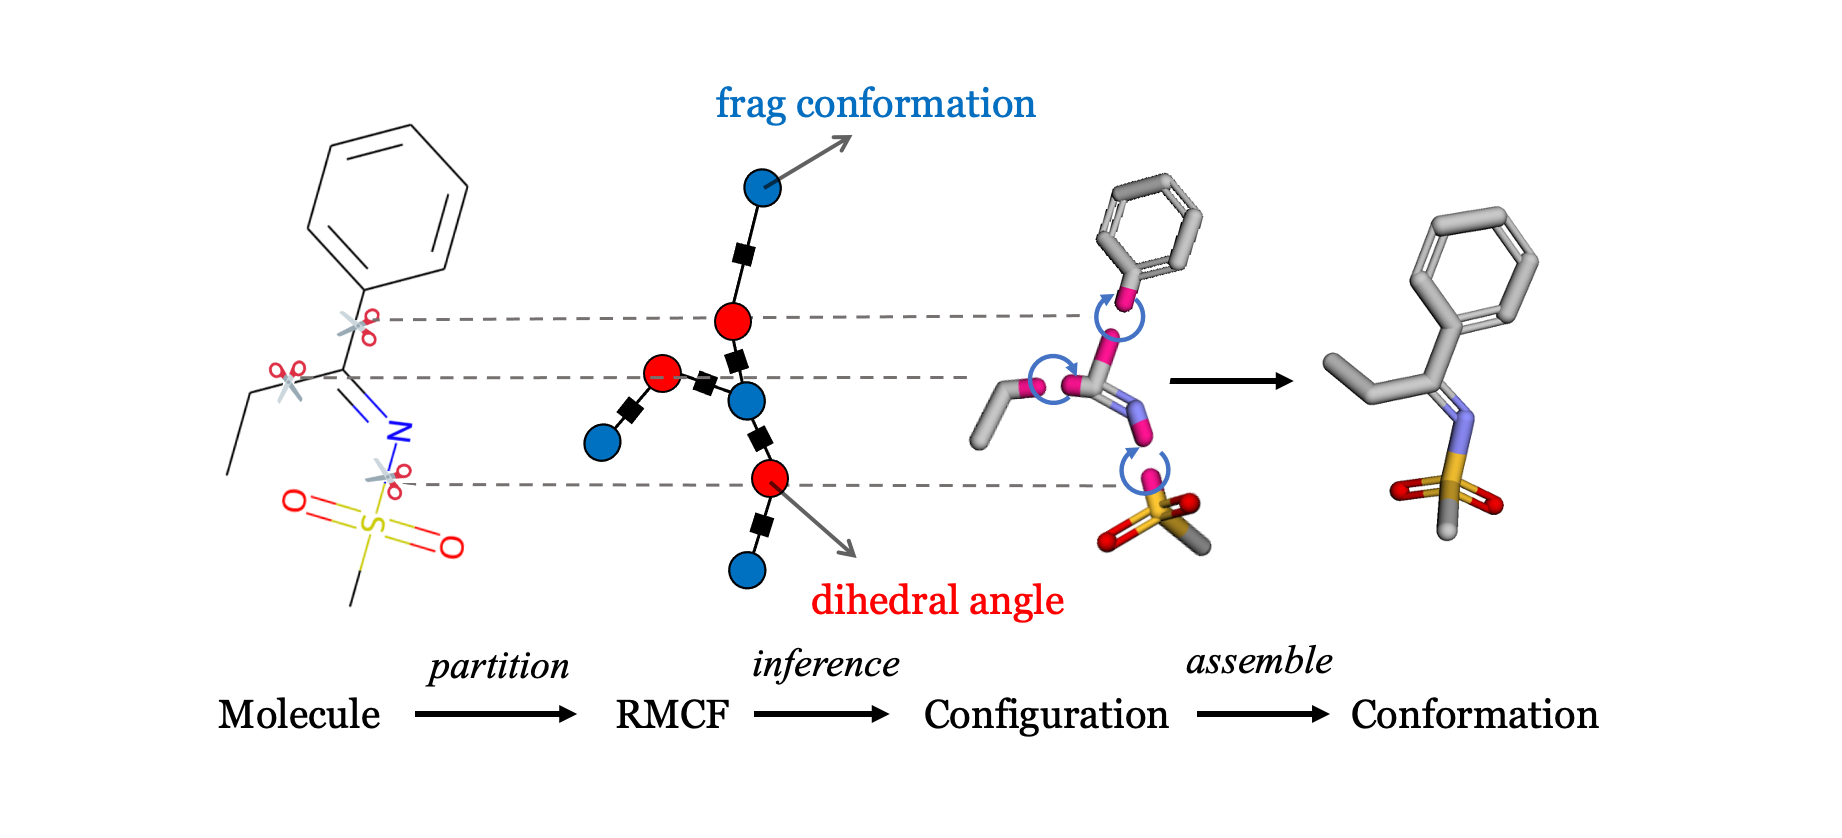 frag conformation
N
O
S
O
dihedral angle
partition
inference
assemble
Molecule
RMCF
Configuration
Conformation